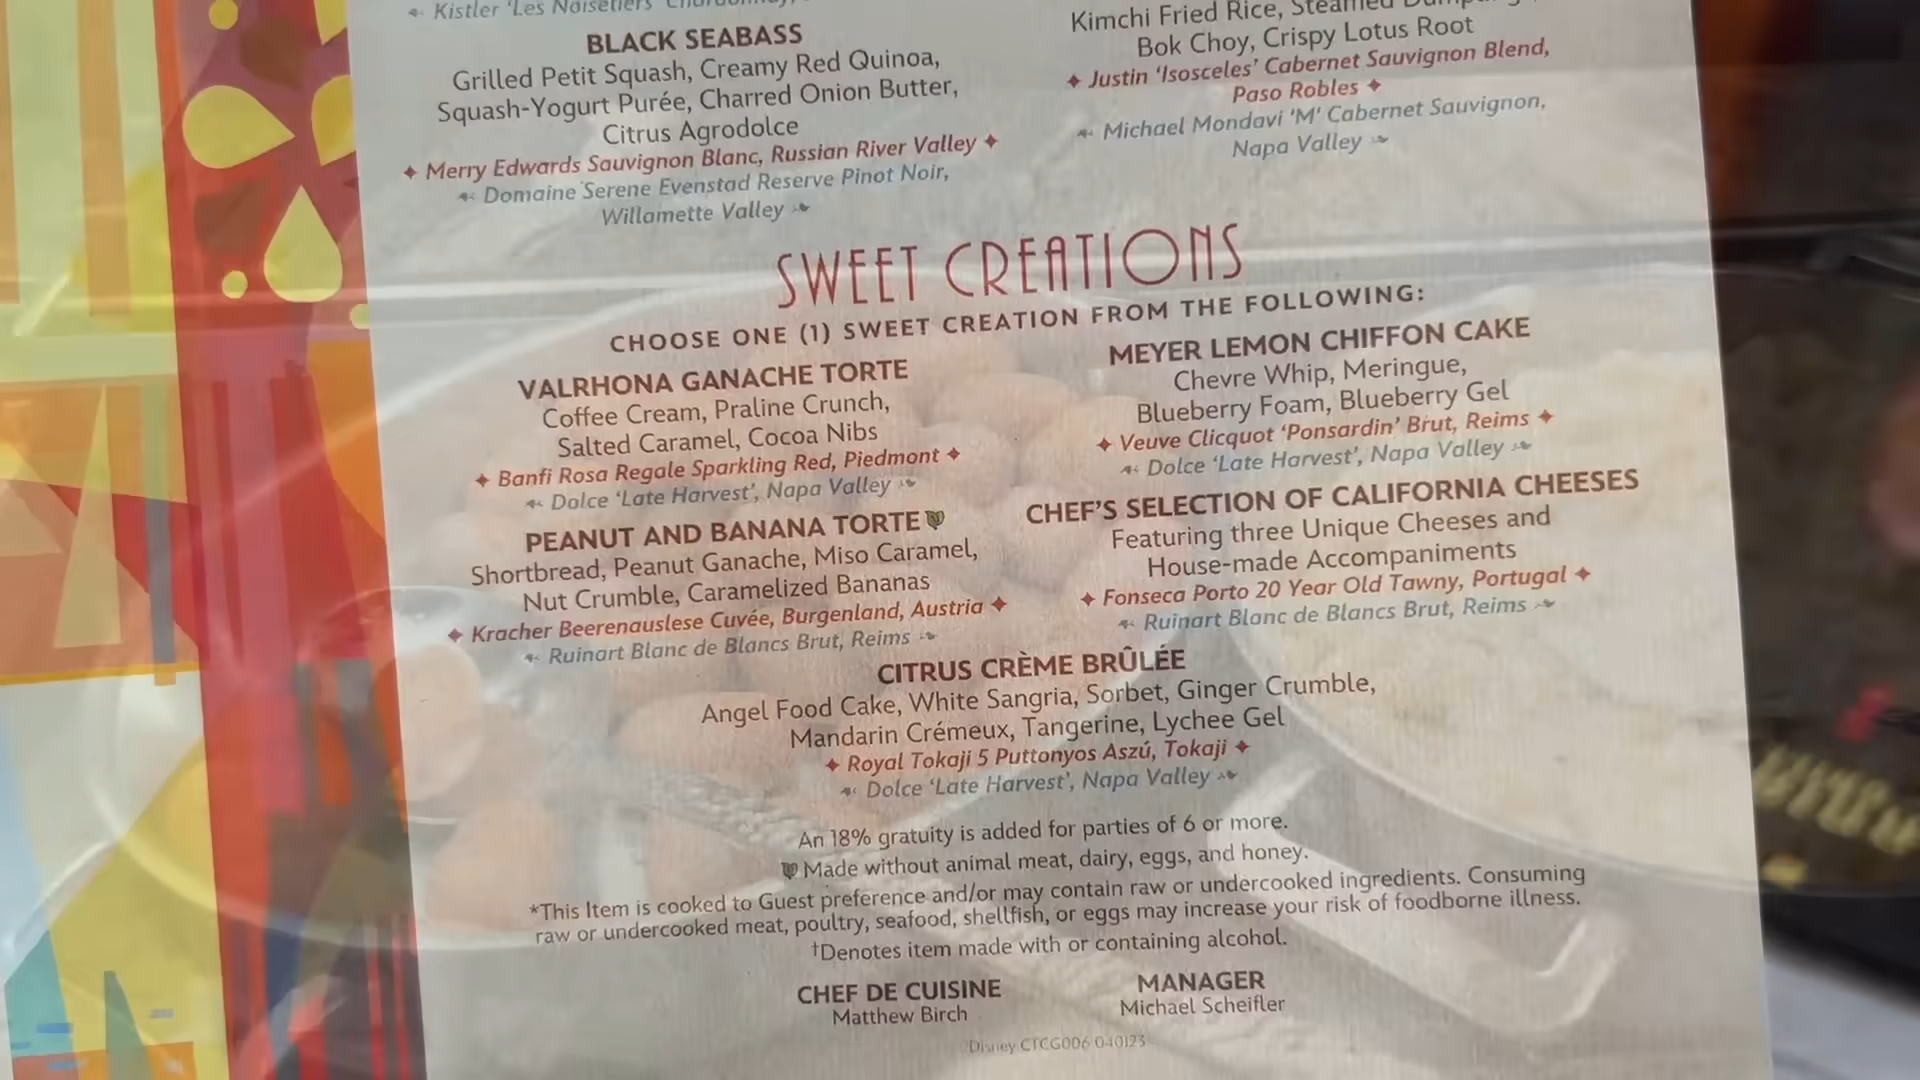 Kistler 'Les Noisetiers' Chardonnay,
BLACK SEABASS
Grilled Petit Squash, Creamy Red Quinoa,
Squash-Yogurt Purée, Charred Onion Butter,
Citrus Agrodolce
Merry Edwards Sauvignon Blanc, Russian River Valley
Domaine Serene Evenstad Reserve Pinot Noir,
Willamette Valley
Kimchi Fried Rice, Steamed
Bok Choy, Crispy Lotus Root
Justin 'Isosceles' Cabernet Sauvignon Blend,
Paso Robles
Michael Mondavi 'M' Cabernet Sauvignon,
Napa Valley
SWEET CREATIONS
CHOOSE ONE (1) SWEET CREATION FROM THE FOLLOWING:
VALRHONA GANACHE TORTE
Coffee Cream, Praline Crunch,
Salted Caramel, Cocoa Nibs
Banfi Rosa Regale Sparkling Red, Piedmont
Dolce 'Late Harvest', Napa Valley
PEANUT AND BANANA TORTE
Shortbread, Peanut Ganache, Miso Caramel,
Nut Crumble, Caramelized Bananas
Kracher Beerenauslese Cuvée, Burgenland, Austria
Ruinart Blanc de Blancs Brut, Reims
MEYER LEMON CHIFFON CAKE
Chevre Whip, Meringue,
Blueberry Foam, Blueberry Gel
Veuve Clicquot 'Ponsardin' Brut, Reims
Dolce 'Late Harvest', Napa Valley
CHEF'S SELECTION OF CALIFORNIA CHEESES
Featuring three Unique Cheeses and
House-made Accompaniments
Fonseca Porto 20 Year Old Tawny, Portugal
Ruinart Blanc de Blancs Brut, Reims
CITRUS CRÈME BRÛLÉE
Angel Food Cake, White Sangria, Sorbet, Ginger Crumble,
Mandarin Crémeux, Tangerine, Lychee Gel
Royal Tokaji 5 Puttonyos Aszú, Tokaji
Dolce 'Late Harvest', Napa Valley
An 18% gratuity is added for parties of 6 or more.
Made without animal meat, dairy, eggs, and honey.
*This Item is cooked to Guest preference and/or may contain raw or undercooked ingredients. Consuming
raw or undercooked meat, poultry, seafood, shellfish, or eggs may increase your risk of foodborne illness.
†Denotes item made with or containing alcohol.
CHEF DE CUISINE
Matthew Birch
MANAGER
Michael Scheifler
Disney CTCG006 040123